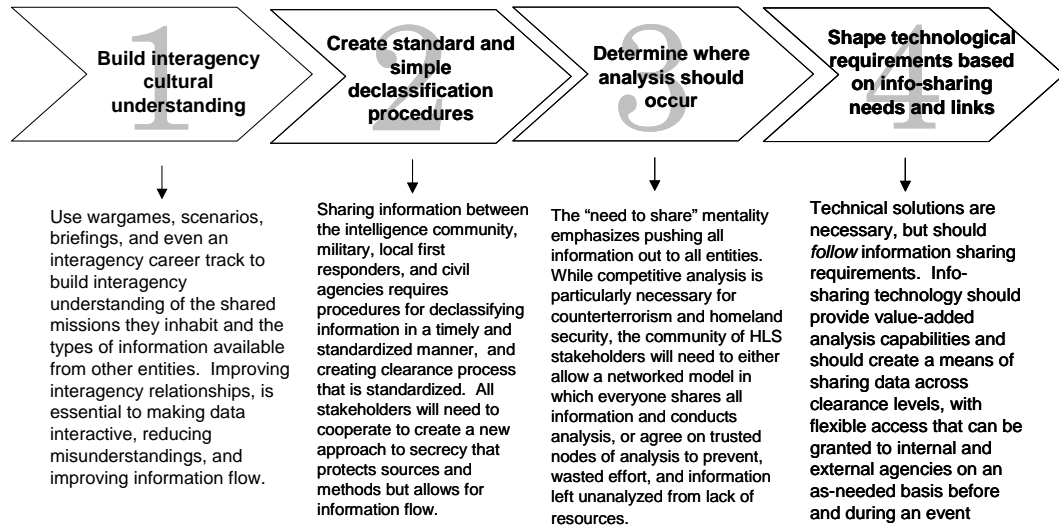 1
Build interagency
cultural
understanding
2
Create standard and
simple
declassification
procedures
3
Determine where
analysis should
occur
4
Shape technological
requirements based
on info-sharing
needs and links
Use wargames, scenarios,
briefings, and even an
interagency career track to
build interagency
understanding of the shared
missions they inhabit and the
types of information available
from other entities.  Improving
interagency relationships, is
essential to making data
interactive, reducing
misunderstandings, and
improving information flow.
Sharing information between
the intelligence community,
military, local first
responders, and civil
agencies requires
procedures for declassifying
information in a timely and
standardized manner,  and
creating clearance process
that is standardized.  All
stakeholders will need to
cooperate to create a new
approach to secrecy that
protects sources and
methods but allows for
information flow.
The “need to share” mentality
emphasizes pushing all
information out to all entities.
While competitive analysis is
particularly necessary for
counterterrorism and homeland
security, the community of HLS
stakeholders will need to either
allow a networked model in
which everyone shares all
information and conducts
analysis, or agree on trusted
nodes of analysis to prevent,
wasted effort, and information
left unanalyzed from lack of
resources.
Technical solutions are
necessary, but should
follow information sharing
requirements.  Info-
sharing technology should
provide value-added
analysis capabilities and
should create a means of
sharing data across
clearance levels, with
flexible access that can be
granted to internal and
external agencies on an
as-needed basis before
and during an event